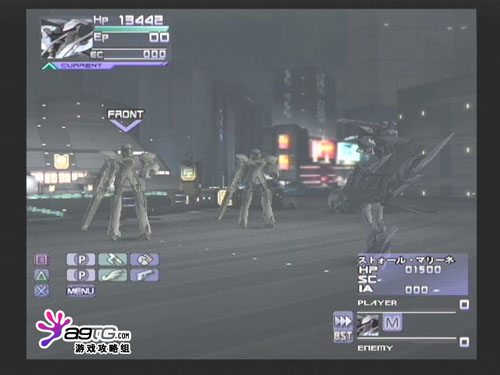 Hp 13442
Ep 00
EC 000
CURRENT
FRONT
P
P
MENU
ストォール・マリーネ
HP 01500
SC-
IA 000
PLAYER
BST M
ENEMY
agTG.com
游戏攻略组